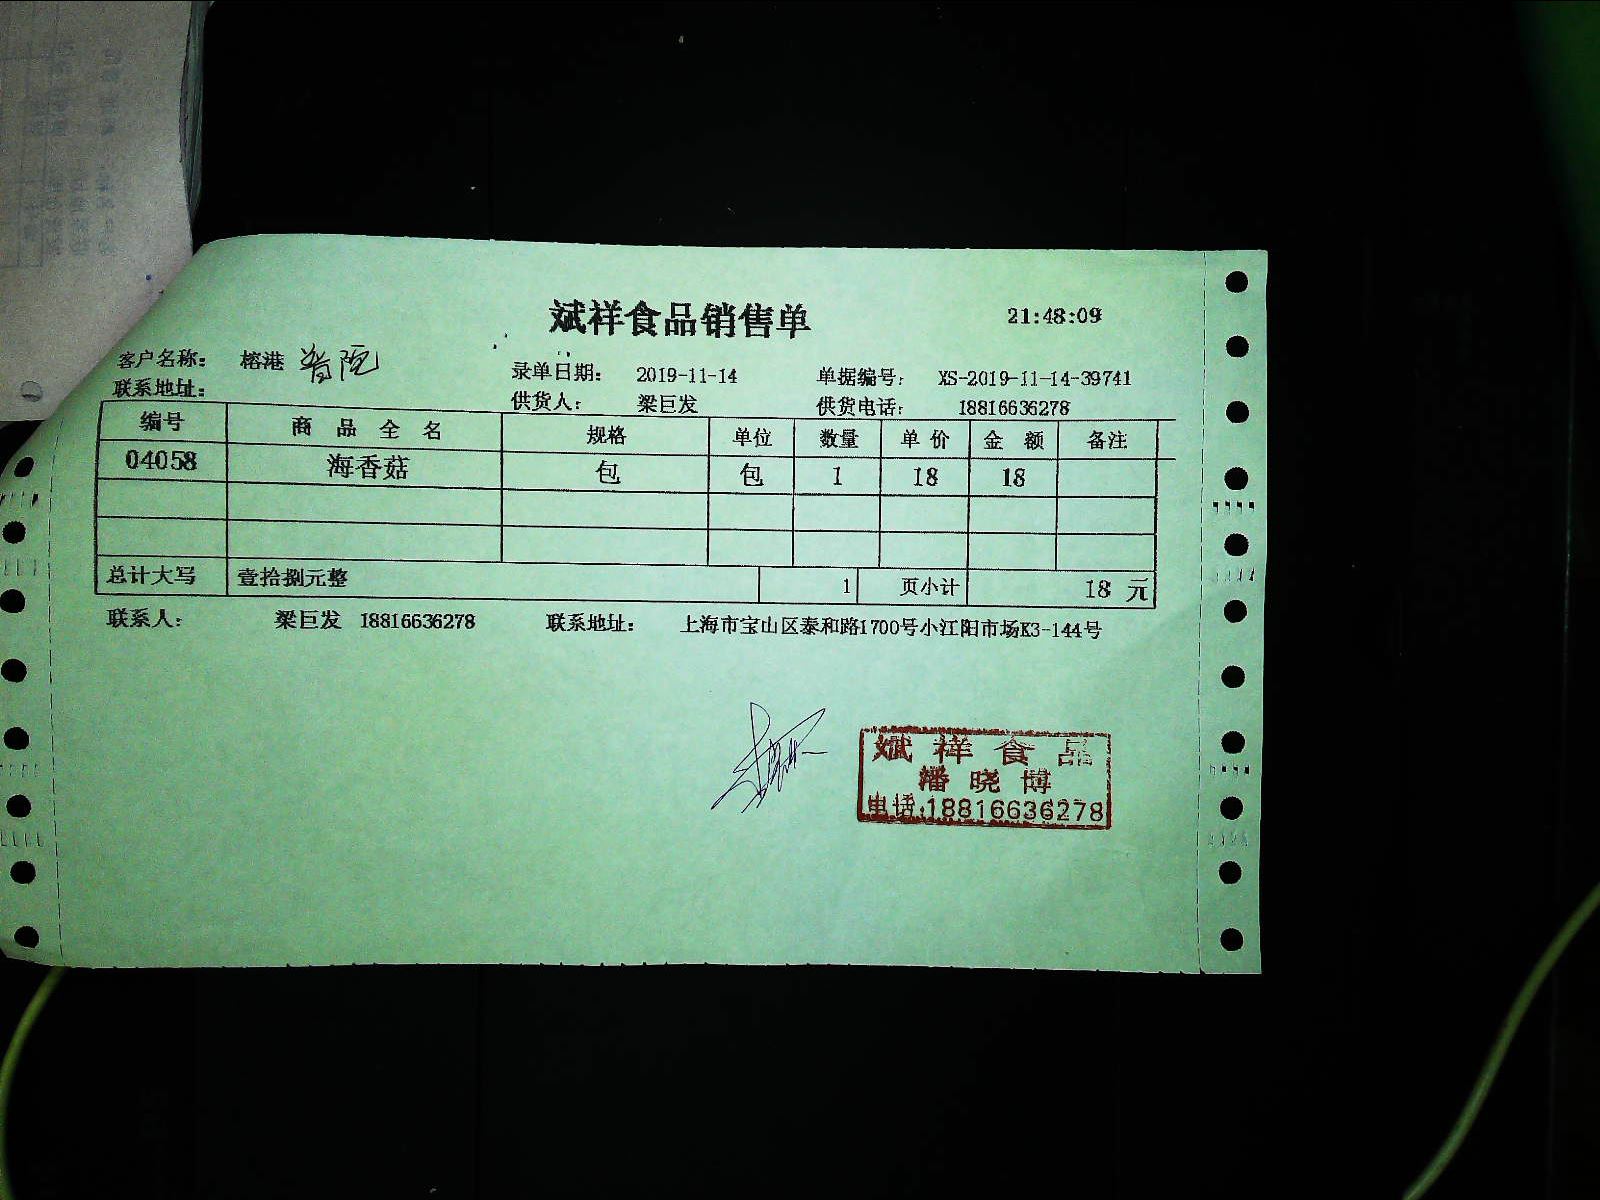 斌祥食品销售单 21:48:09
客户名称： 榕港 普陀 录单日期： 2019-11-14 单据编号： XS-2019-11-14-39741
联系地址： 供货人： 梁巨发 供货电话： 18816636278
编号 商品全名 规格 单位 数量 单价 金额 备注
04058 海香菇 包 包 1 18 18
总计大写 壹拾捌元整 1 页小计 18 元
联系人： 梁巨发 18816636278 联系地址： 上海市宝山区泰和路1700号小江阳市场K3-144号
斌祥食品
潘晓博
电话:18816636278